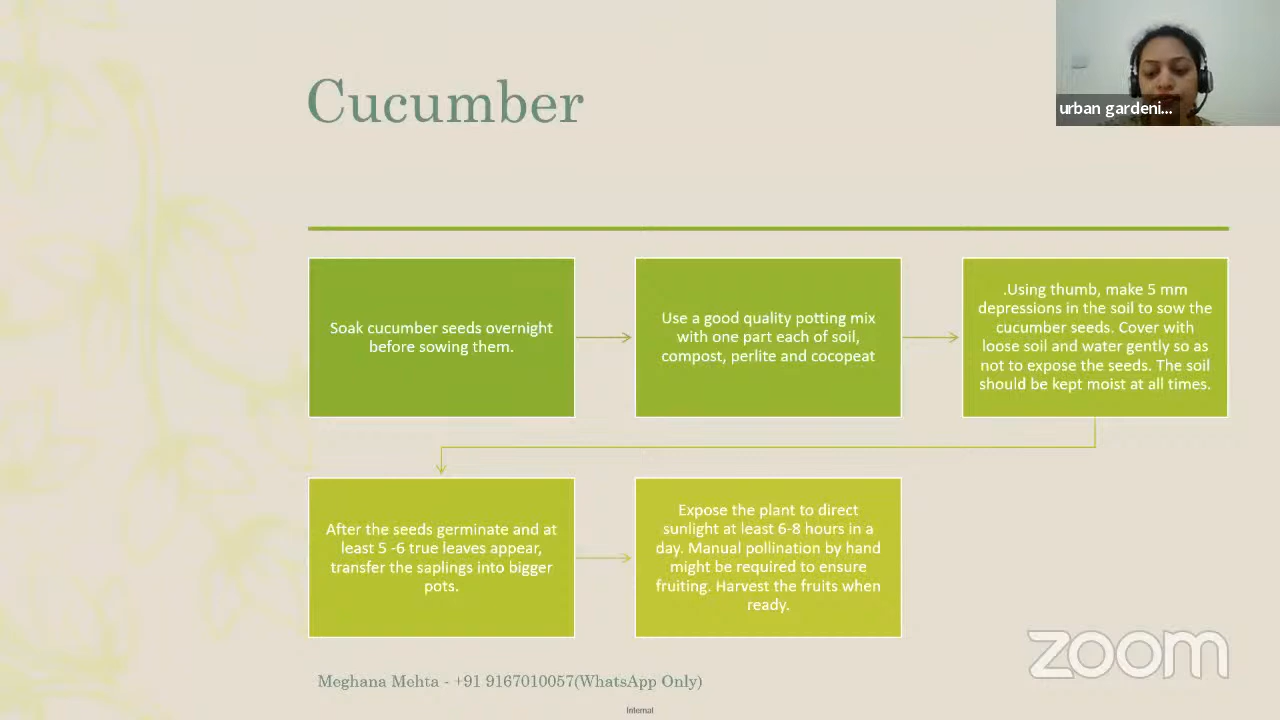 Cucumber
urban gardeni...
Soak cucumber seeds overnight
before sowing them.
Use a good quality potting mix
with one part each of soil,
compost, perlite and cocopeat
.Using thumb, make 5 mm
depressions in the soil to sow the
cucumber seeds. Cover with
loose soil and water gently so as
not to expose the seeds. The soil
should be kept moist at all times.
After the seeds germinate and at
least 5 -6 true leaves appear,
transfer the saplings into bigger
pots.
Expose the plant to direct
sunlight at least 6-8 hours in a
day. Manual pollination by hand
might be required to ensure
fruiting. Harvest the fruits when
ready.
zoom
Meghana Mehta - +91 9167010057(WhatsApp Only)
Internal